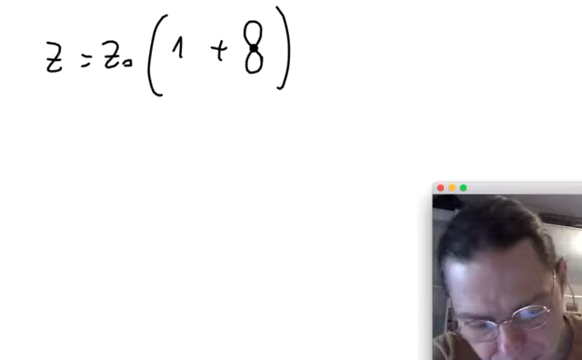 Z = Z₀ ( 1 + 8 )